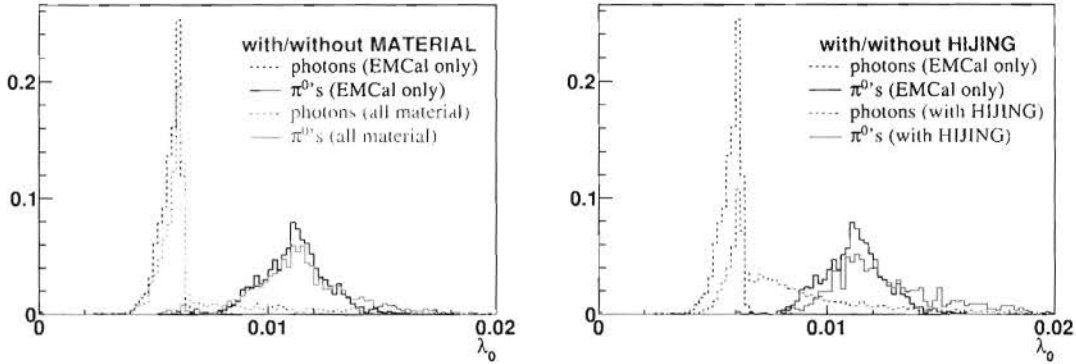 with/without MATERIAL
photons (EMCal only)
π⁰'s (EMCal only)
photons (all material)
π⁰'s (all material)
0.2
0.1
0
0
0.01
0.02
λ₀
with/without HIJING
photons (EMCal only)
π⁰'s (EMCal only)
photons (with HIJING)
π⁰'s (with HIJING)
0.2
0.1
0
0
0.01
0.02
λ₀